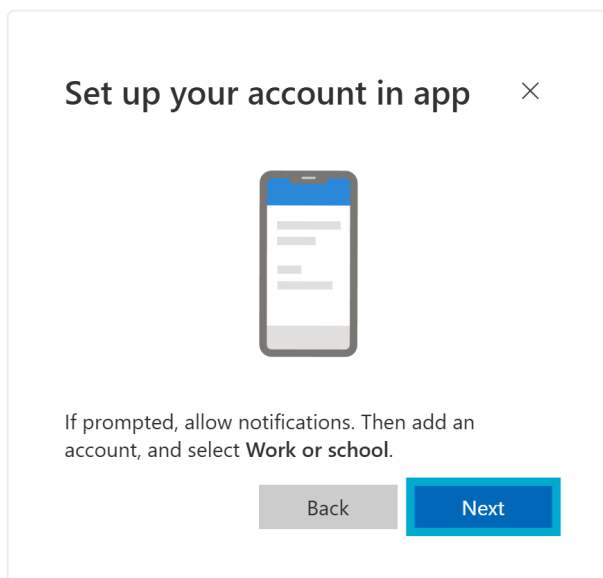 Set up your account in app
If prompted, allow notifications. Then add an
account, and select Work or school.
Back
Next